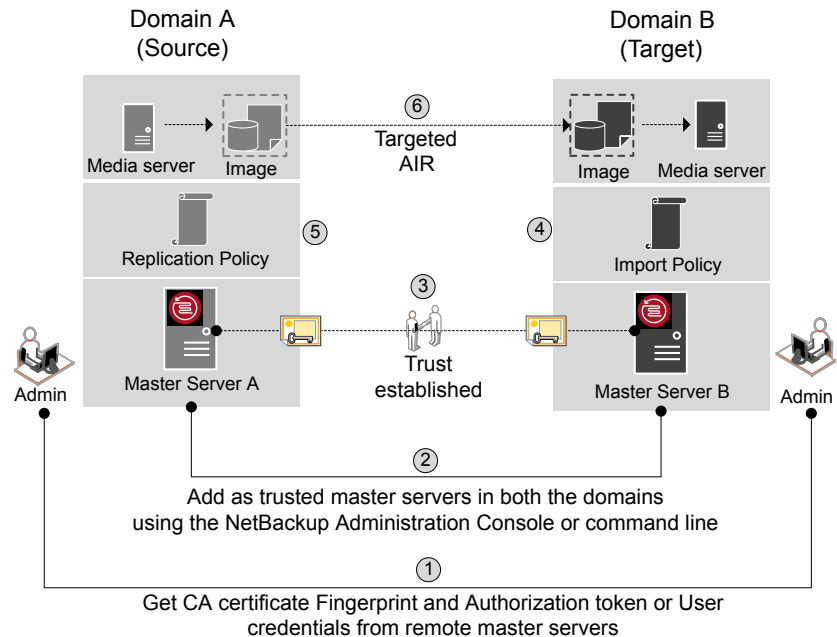 Domain A
(Source)
Domain B
(Target)
6
Targeted
AIR
Media server
Image
Image
Media server
5
4
Replication Policy
Import Policy
3
Trust
established
Master Server A
Master Server B
Admin
Admin
2
Add as trusted master servers in both the domains
using the NetBackup Administration Console or command line
1
Get CA certificate Fingerprint and Authorization token or User
credentials from remote master servers